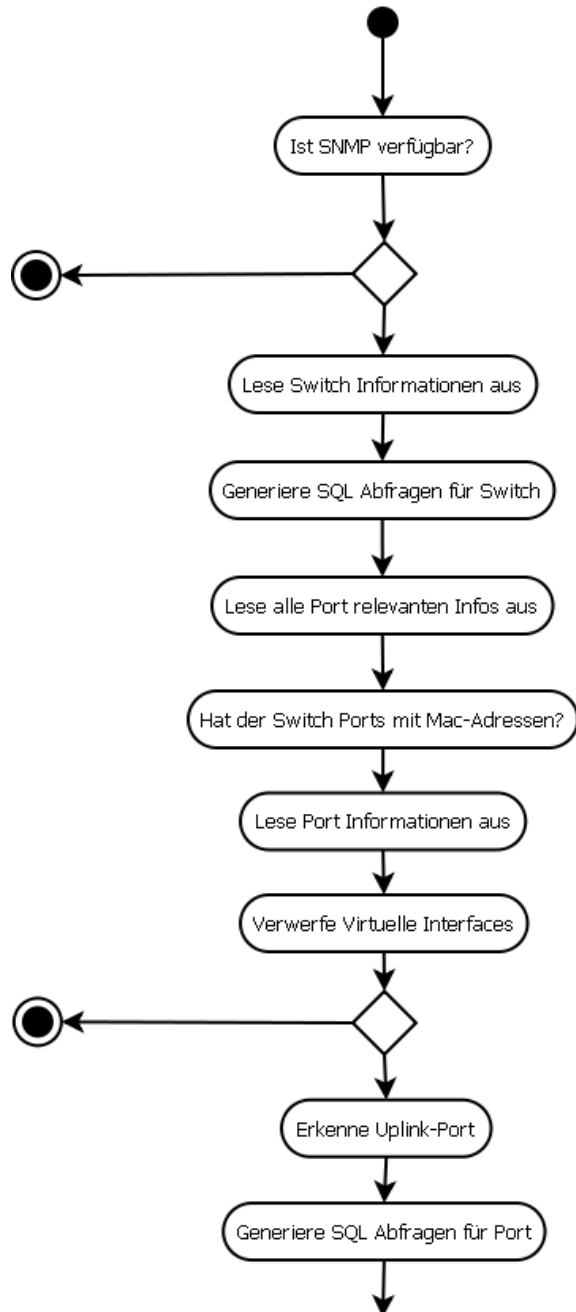 Ist SNMP verfügbar?
Lese Switch Informationen aus
Generiere SQL Abfragen für Switch
Lese alle Port relevanten Infos aus
Hat der Switch Ports mit Mac-Adressen?
Lese Port Informationen aus
Verwerfe Virtuelle Interfaces
Erkenne Uplink-Port
Generiere SQL Abfragen für Port